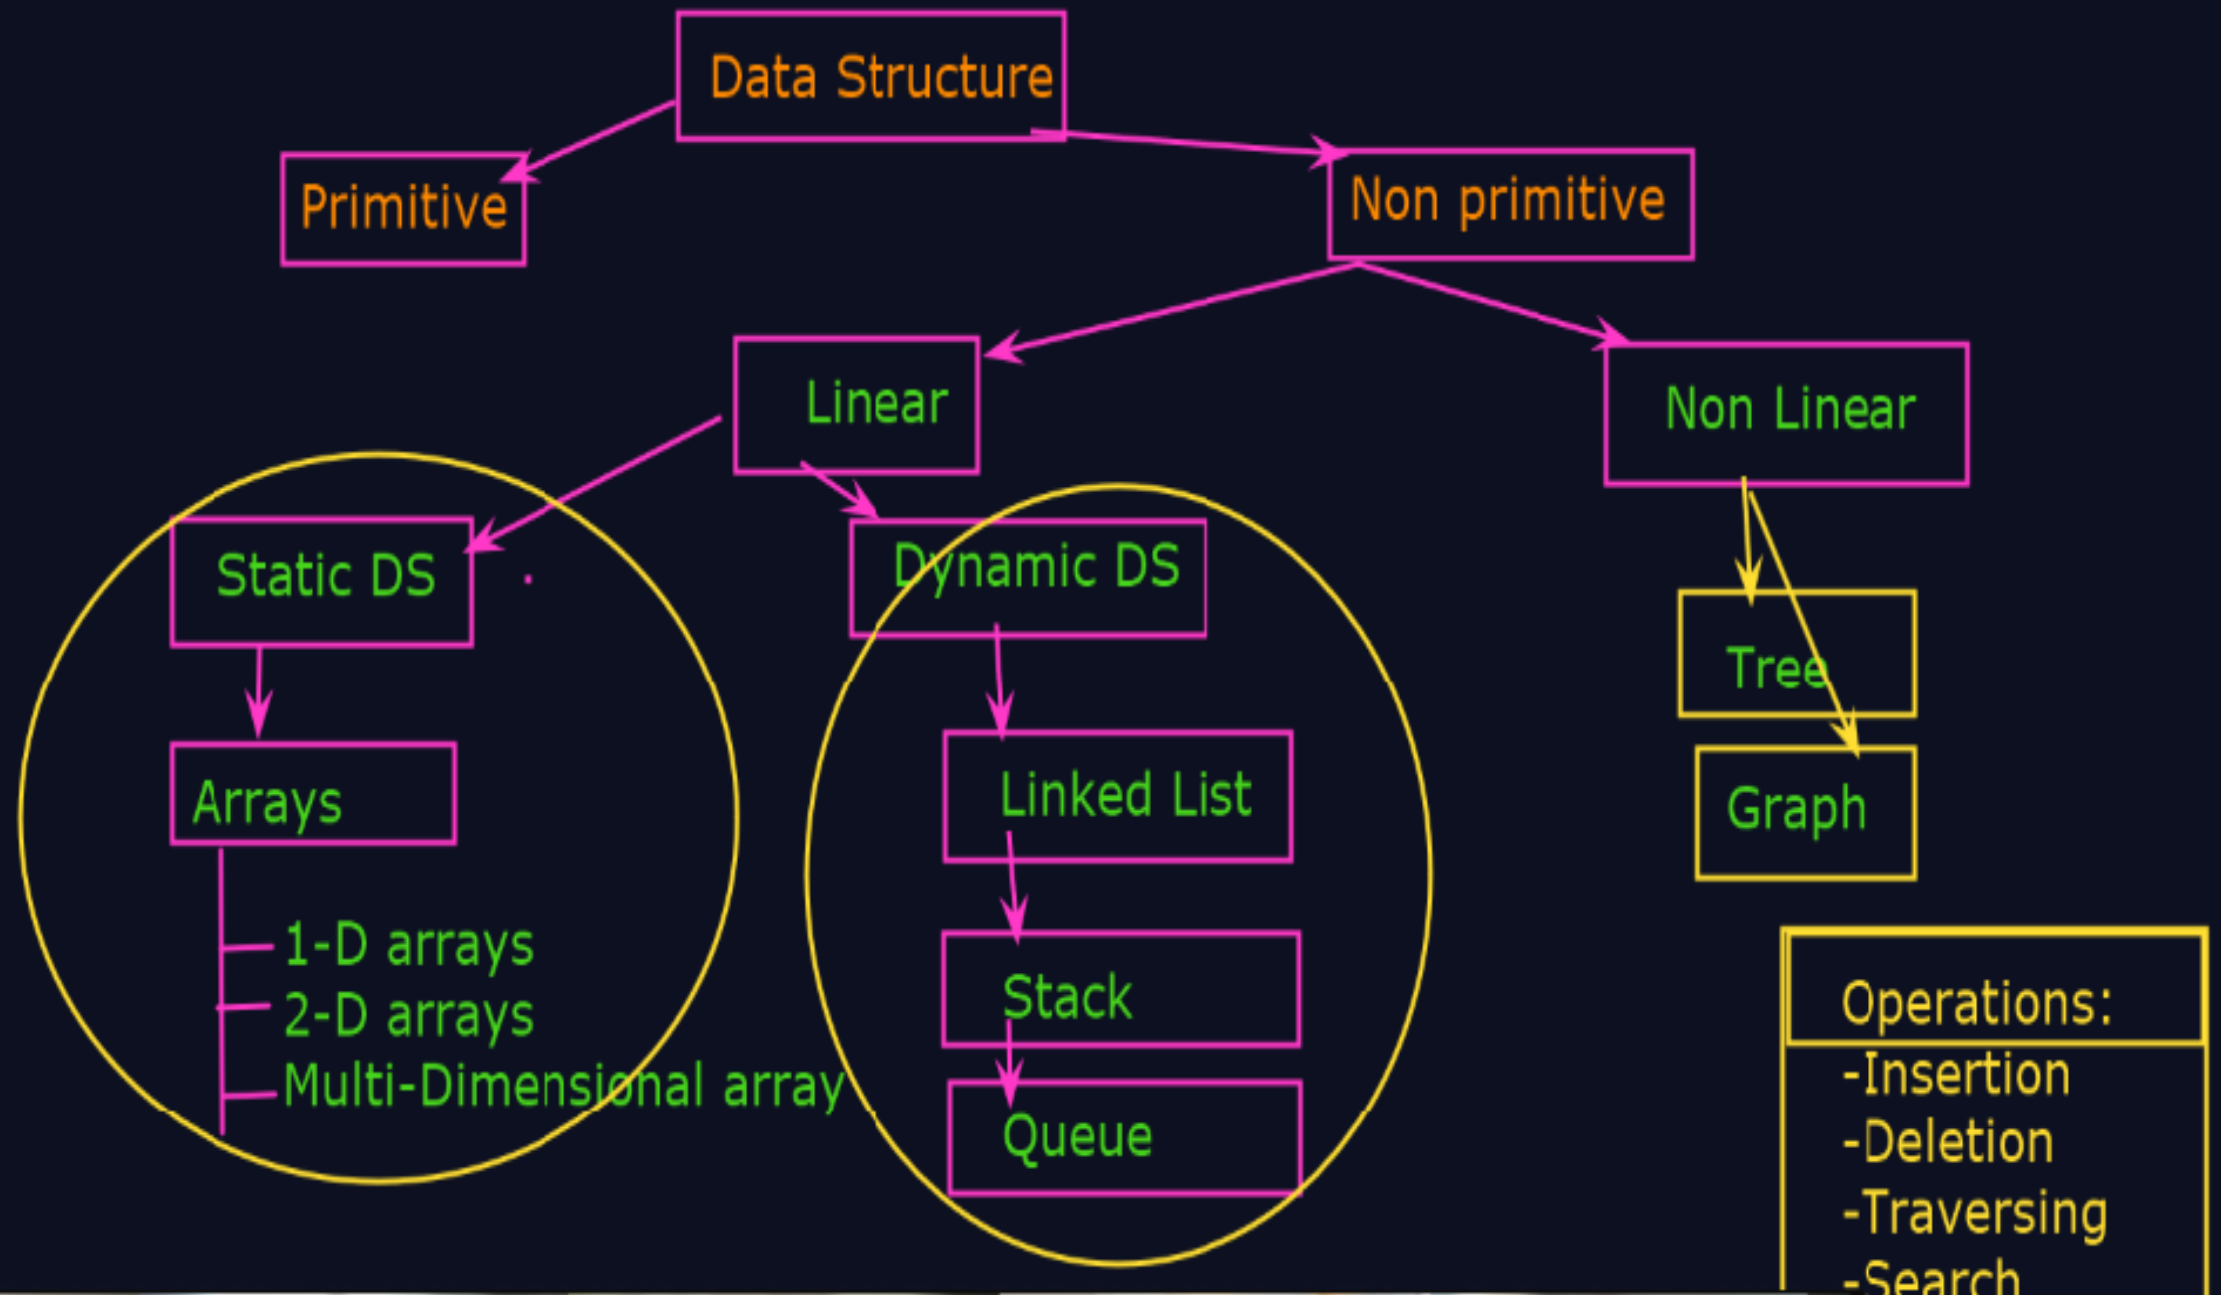 Data Structure
Primitive
Non primitive
Linear
Non Linear
Static DS
Dynamic DS
Tree
Arrays
Linked List
Graph
1-D arrays
2-D arrays
Multi-Dimensional array
Stack
Queue
Operations:
-Insertion
-Deletion
-Traversing
-Search